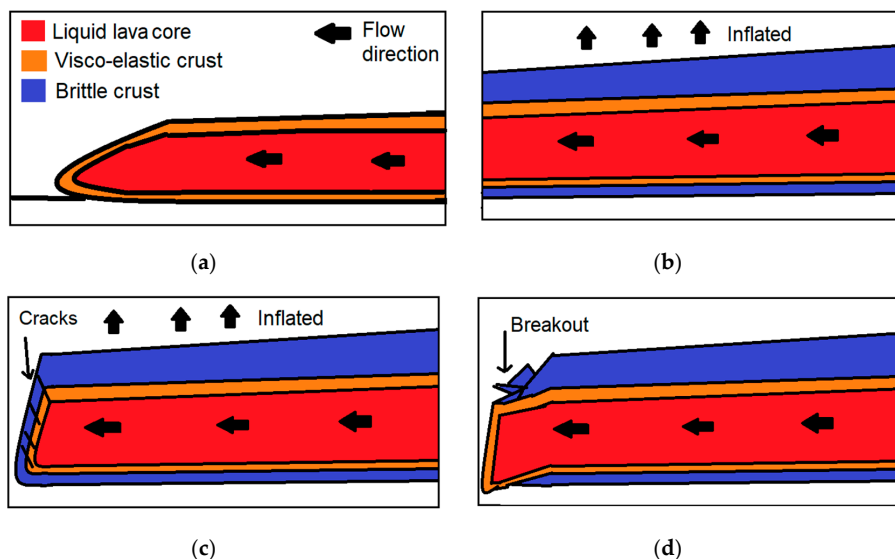 Liquid lava core
Visco-elastic crust
Brittle crust
Flow
direction
(a)
Inflated
(b)
Cracks
Inflated
(c)
Breakout
(d)